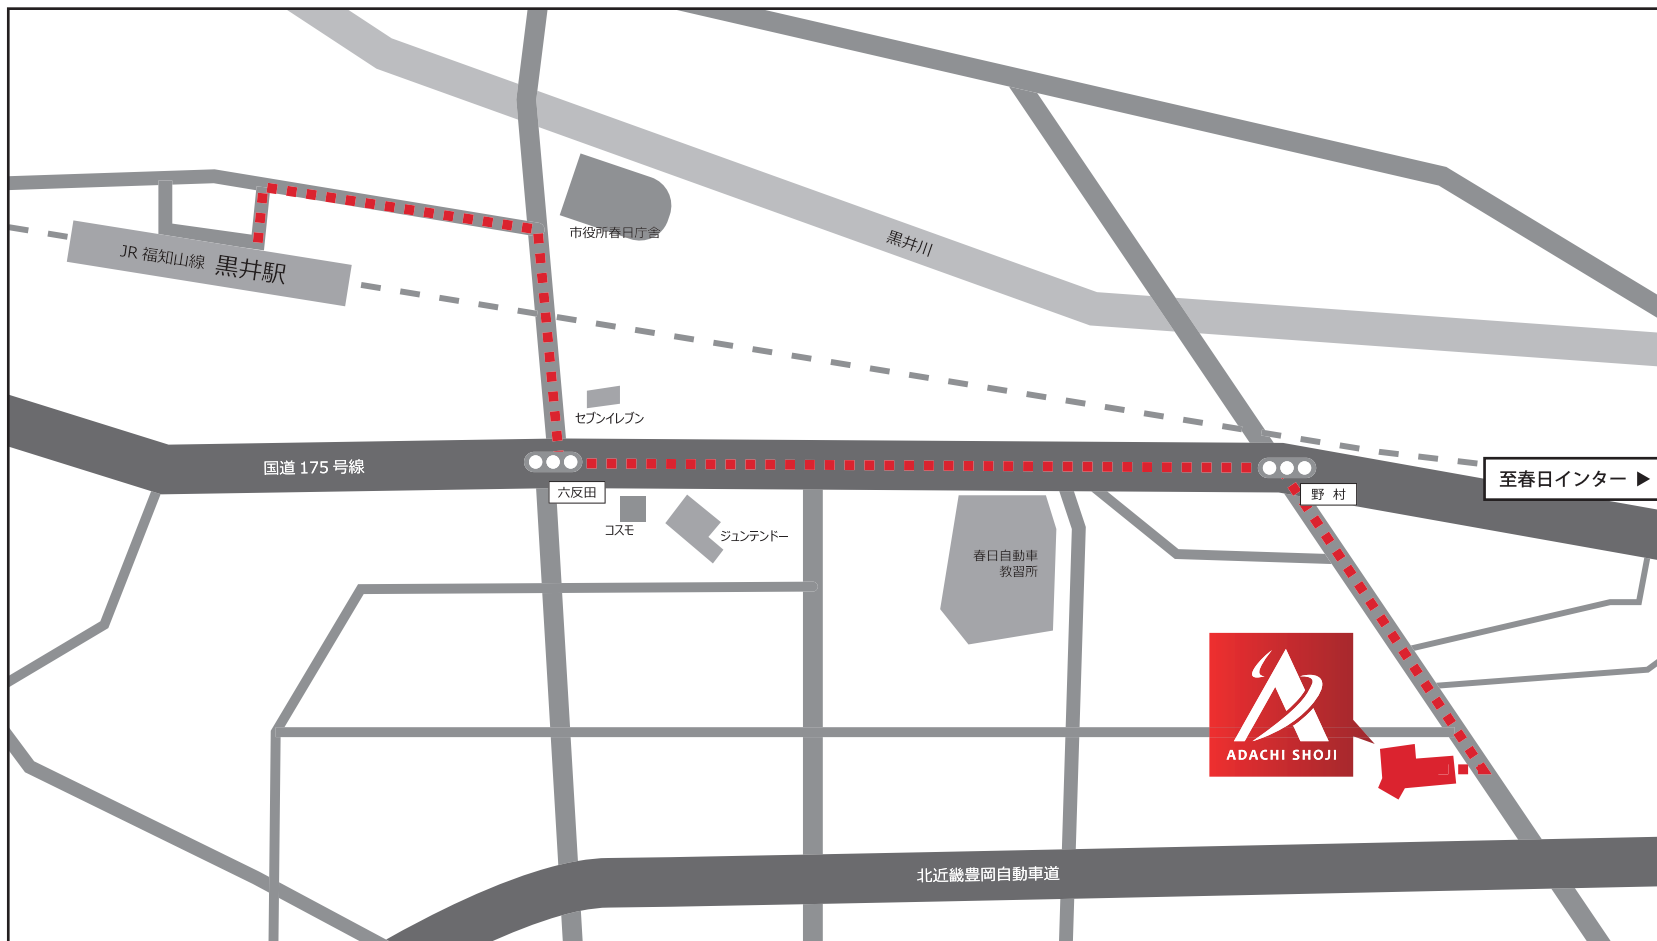 市役所春日庁舎
黒井川
JR 福知山線 黒井駅
セブンイレブン
国道 175 号線
至春日インター ▶
六反田
野 村
コスモ
ジュンテンドー
春日自動車
教習所
ADACHI SHOJI
北近畿豊岡自動車道